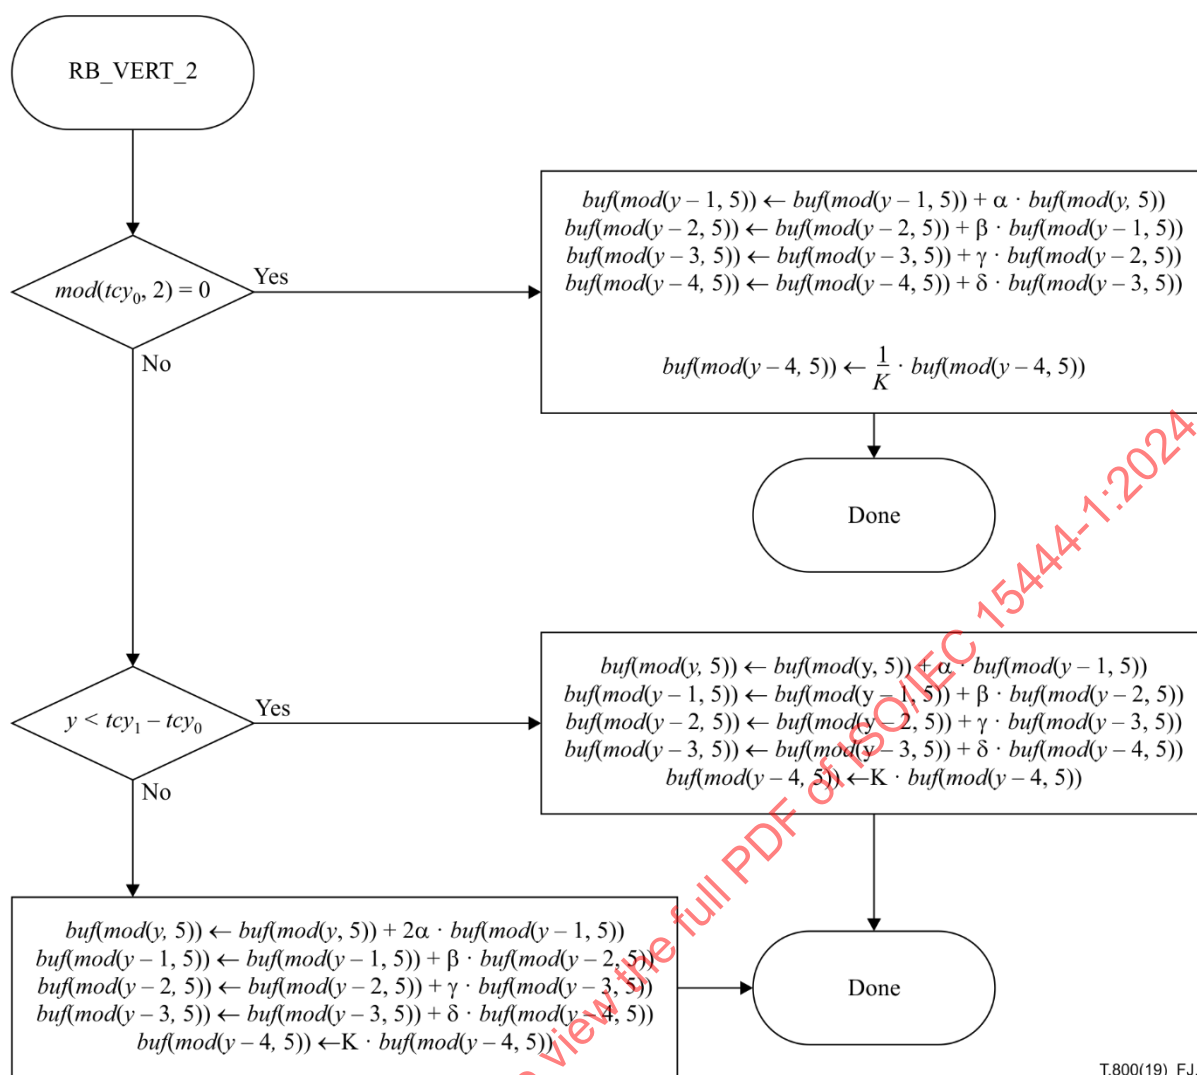 RB_VERT_2
buf(mod(y – 1, 5)) ← buf(mod(y – 1, 5)) + α · buf(mod(y, 5))
buf(mod(y – 2, 5)) ← buf(mod(y – 2, 5)) + β · buf(mod(y – 1, 5))
buf(mod(y – 3, 5)) ← buf(mod(y – 3, 5)) + γ · buf(mod(y – 2, 5))
buf(mod(y – 4, 5)) ← buf(mod(y – 4, 5)) + δ · buf(mod(y – 3, 5))
buf(mod(y – 4, 5)) ← 1/K · buf(mod(y – 4, 5))
mod(tcy₀, 2) = 0
Yes
No
Done
buf(mod(y, 5)) ← buf(mod(y, 5)) + α · buf(mod(y – 1, 5))
buf(mod(y – 1, 5)) ← buf(mod(y – 1, 5)) + β · buf(mod(y – 2, 5))
buf(mod(y – 2, 5)) ← buf(mod(y – 2, 5)) + γ · buf(mod(y – 3, 5))
buf(mod(y – 3, 5)) ← buf(mod(y – 3, 5)) + δ · buf(mod(y – 4, 5))
buf(mod(y – 4, 5)) ←K · buf(mod(y – 4, 5))
y < tcy₁ – tcy₀
Yes
No
buf(mod(y, 5)) ← buf(mod(y, 5)) + 2α · buf(mod(y – 1, 5))
buf(mod(y – 1, 5)) ← buf(mod(y – 1, 5)) + β · buf(mod(y – 2, 5))
buf(mod(y – 2, 5)) ← buf(mod(y – 2, 5)) + γ · buf(mod(y – 3, 5))
buf(mod(y – 3, 5)) ← buf(mod(y – 3, 5)) + δ · buf(mod(y – 4, 5))
buf(mod(y – 4, 5)) ←K · buf(mod(y – 4, 5))
Done
view the full PDF of ISO/IEC 15444-1:2024
T.800(19)_FJ.